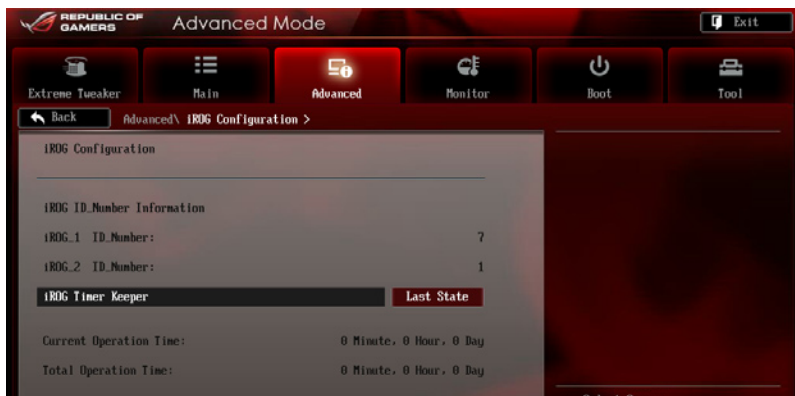 REPUBLIC OF
GAMERS
Advanced Mode
Exit
Extreme Tweaker
Main
Advanced
Monitor
Boot
Tool
Back
Advanced\ iROG Configuration >
iROG Configuration
iROG ID_Number Information
iROG_1 ID_Number: 7
iROG_2 ID_Number: 1
iROG Timer Keeper Last State
Current Operation Time: 0 Minute, 0 Hour, 0 Day
Total Operation Time: 0 Minute, 0 Hour, 0 Day